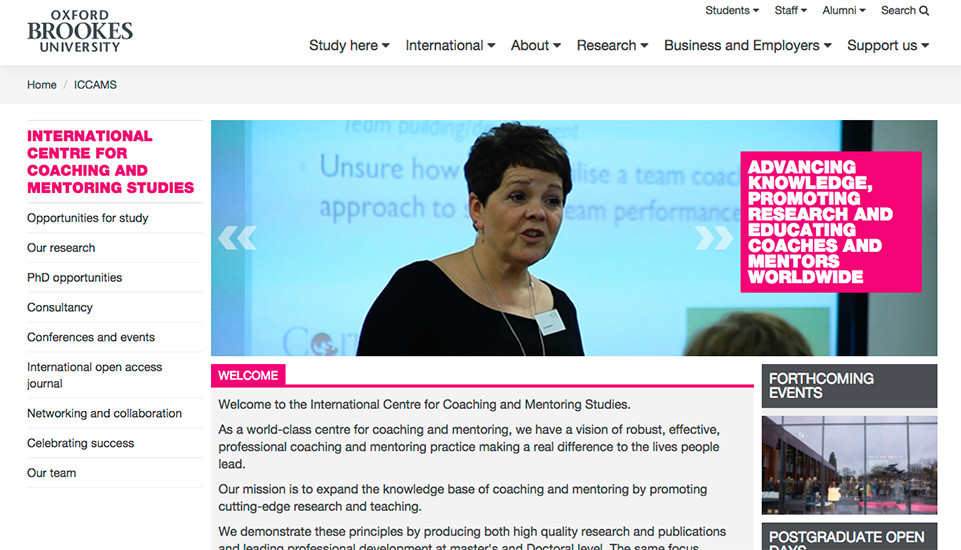 OXFORD
BROOKES
UNIVERSITY
Students
Staff
Alumni
Search
Study here
International
About
Research
Business and Employers
Support us
Home / ICCAMS
INTERNATIONAL
CENTRE FOR
COACHING AND
MENTORING STUDIES
Opportunities for study
Our research
PhD opportunities
Consultancy
Conferences and events
International open access
journal
Networking and collaboration
Celebrating success
Our team
Team building/
Unsure how
a team
approach to
team performance
ADVANCING
KNOWLEDGE,
PROMOTING
RESEARCH AND
EDUCATING
COACHES AND
MENTORS
WORLDWIDE
WELCOME
Welcome to the International Centre for Coaching and Mentoring Studies.
As a world-class centre for coaching and mentoring, we have a vision of robust, effective,
professional coaching and mentoring practice making a real difference to the lives people
lead.
Our mission is to expand the knowledge base of coaching and mentoring by promoting
cutting-edge research and teaching.
We demonstrate these principles by producing both high quality research and publications
and leading professional development at master's and Doctoral level. The same focus
FORTHCOMING
EVENTS
POSTGRADUATE OPEN
DAYS